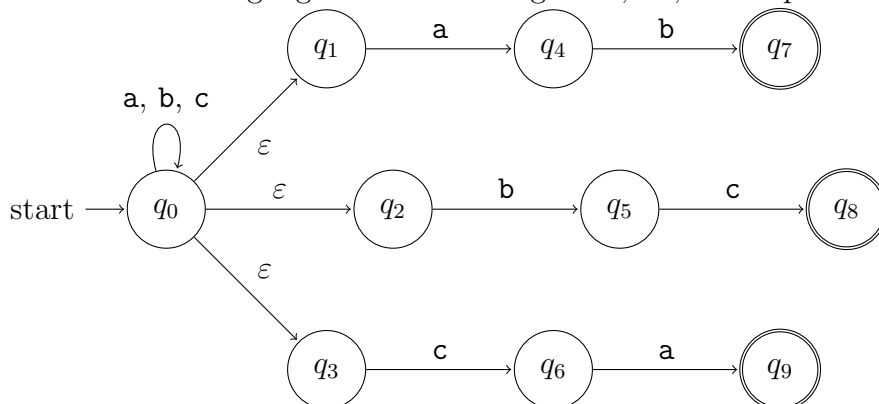 q1 a q4 b q7
a, b, c
ε
start q0 ε q2 b q5 c q8
ε
q3 c q6 a q9